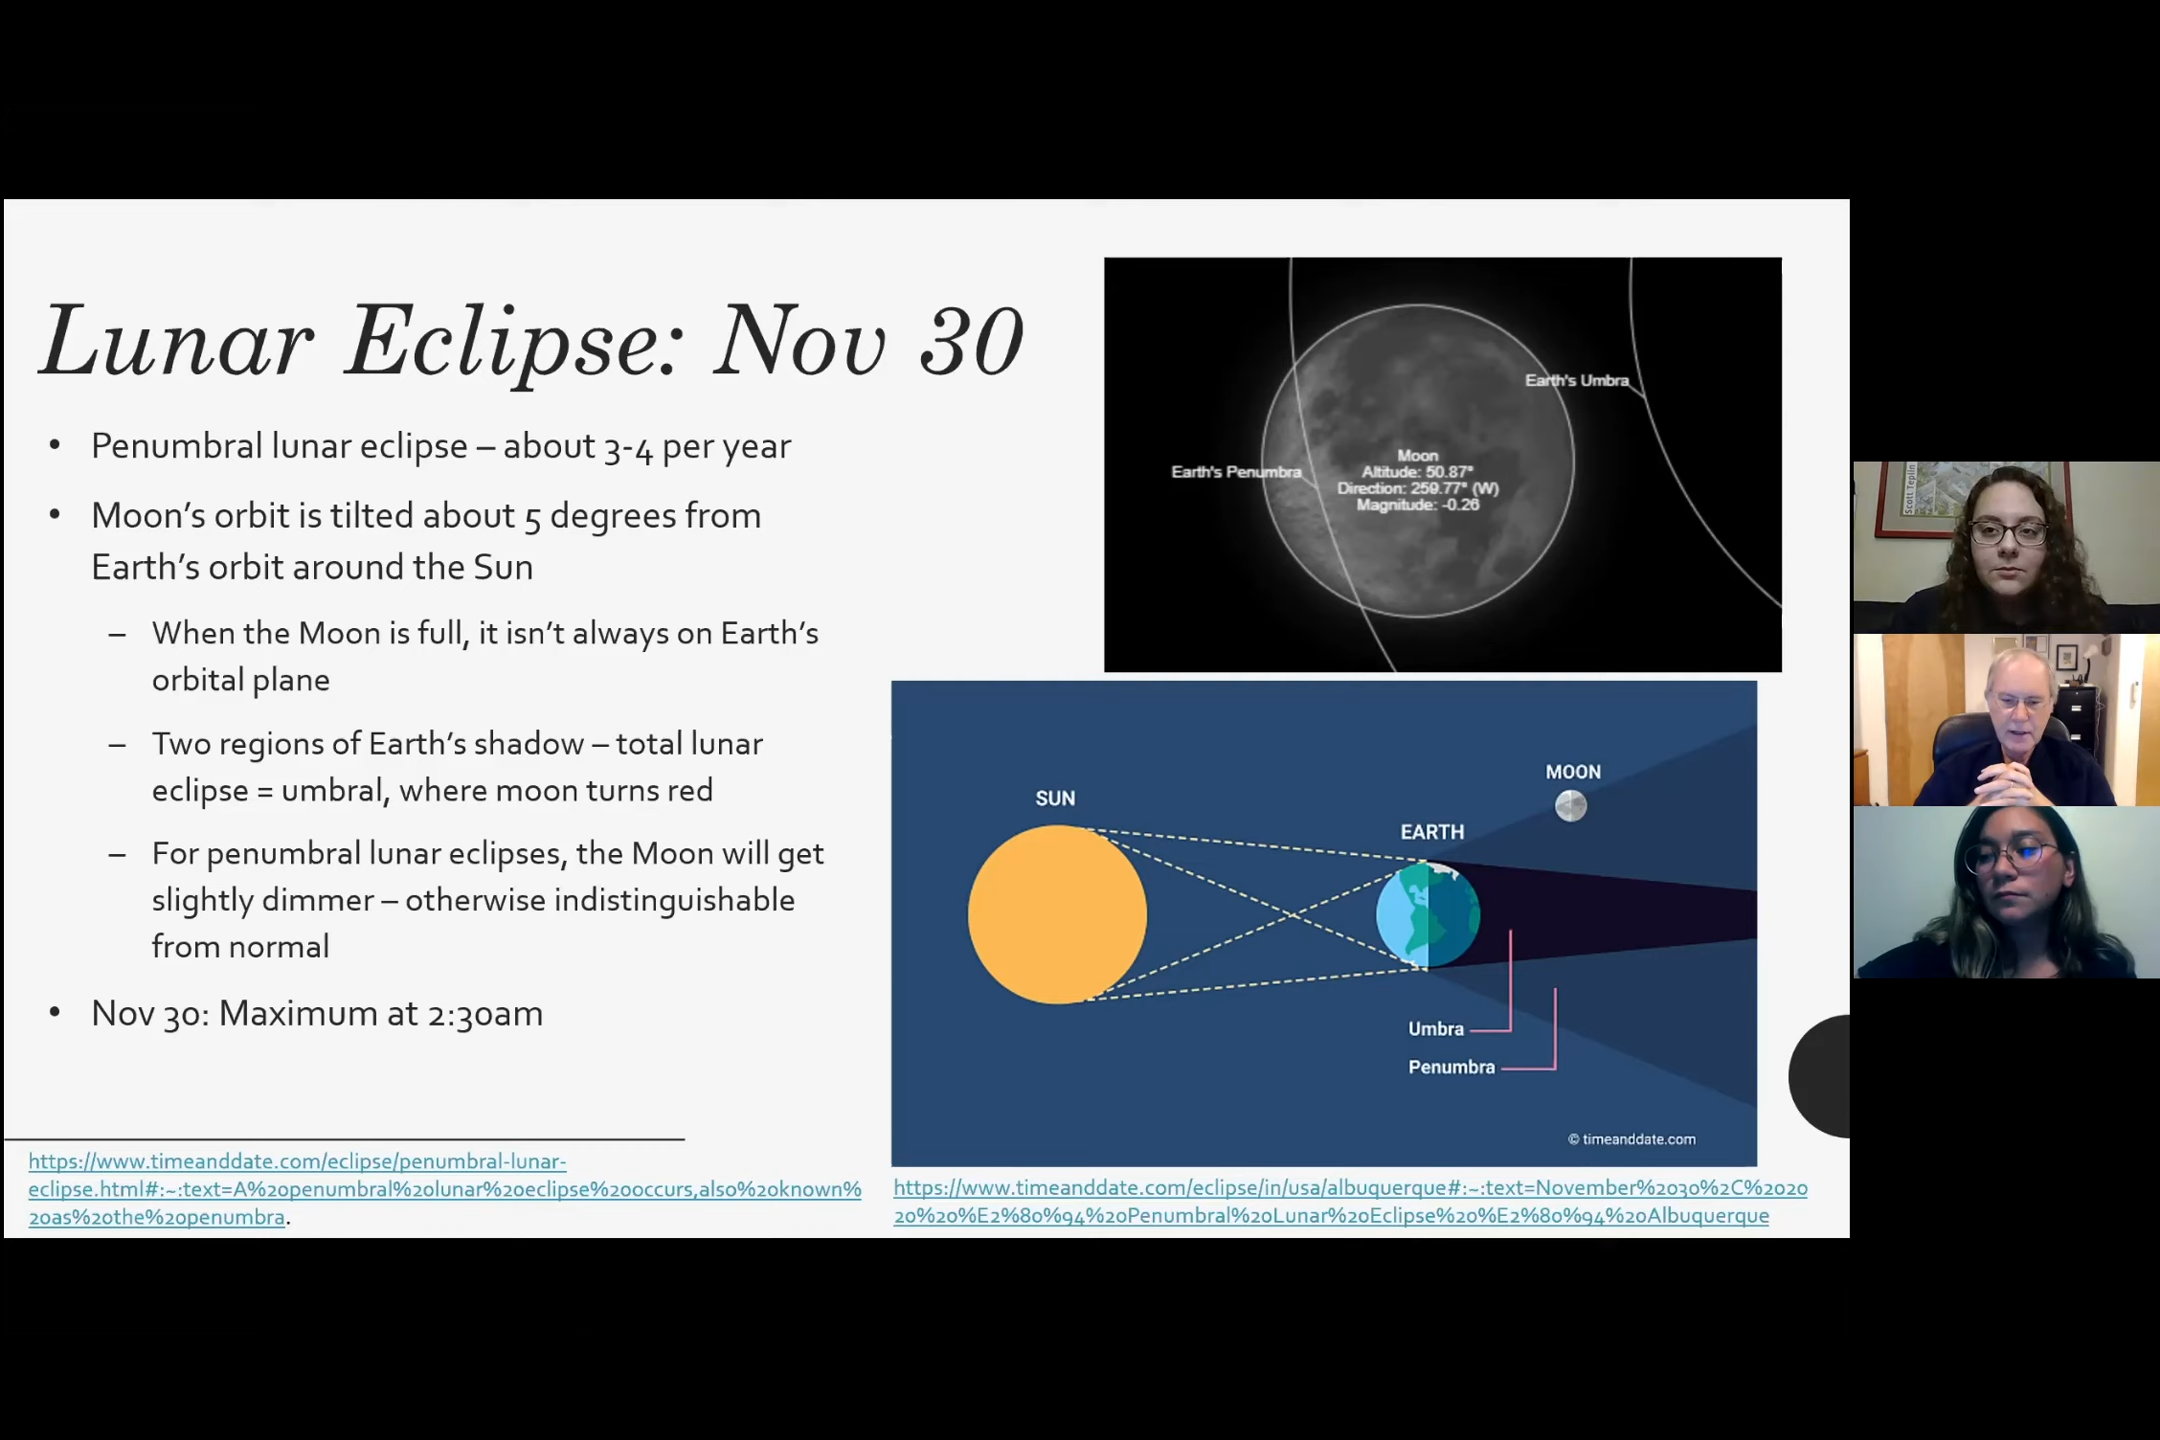 Lunar Eclipse: Nov 30
• Penumbral lunar eclipse – about 3-4 per year
• Moon's orbit is tilted about 5 degrees from
Earth's orbit around the Sun
– When the Moon is full, it isn't always on Earth's
orbital plane
– Two regions of Earth's shadow – total lunar
eclipse = umbral, where moon turns red
– For penumbral lunar eclipses, the Moon will get
slightly dimmer – otherwise indistinguishable
from normal
• Nov 30: Maximum at 2:30am
https://www.timeanddate.com/eclipse/penumbral-lunar-
eclipse.html#:~:text=A%20penumbral%20lunar%20eclipse%20occurs,also%20known%
20as%20the%20penumbra.
Earth's Umbra
Earth's Penumbra
Moon
Altitude: 50.87°
Direction: 259.77° (W)
Magnitude: -0.26
SUN
EARTH
MOON
Umbra
Penumbra
© timeanddate.com
https://www.timeanddate.com/eclipse/in/usa/albuquerque#:~:text=November%2030%2C%2020
20%20%E2%80%94%20Penumbral%20Lunar%20Eclipse%20%E2%80%94%20Albuquerque
Scott Teplin